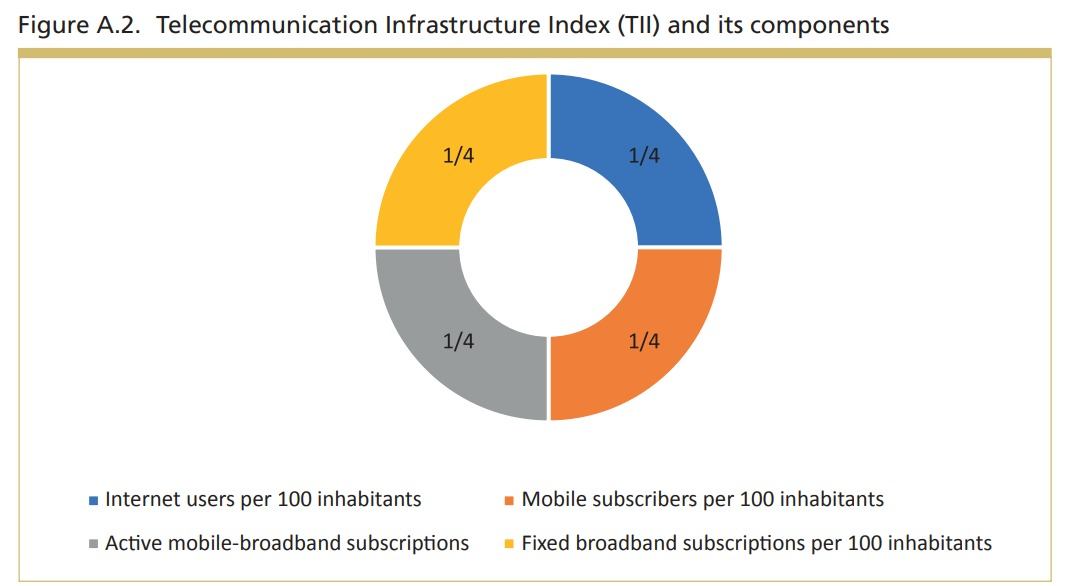 Figure A.2. Telecommunication Infrastructure Index (TII) and its components
1/4 1/4
1/4 1/4
Internet users per 100 inhabitants Mobile subscribers per 100 inhabitants
Active mobile-broadband subscriptions Fixed broadband subscriptions per 100 inhabitants